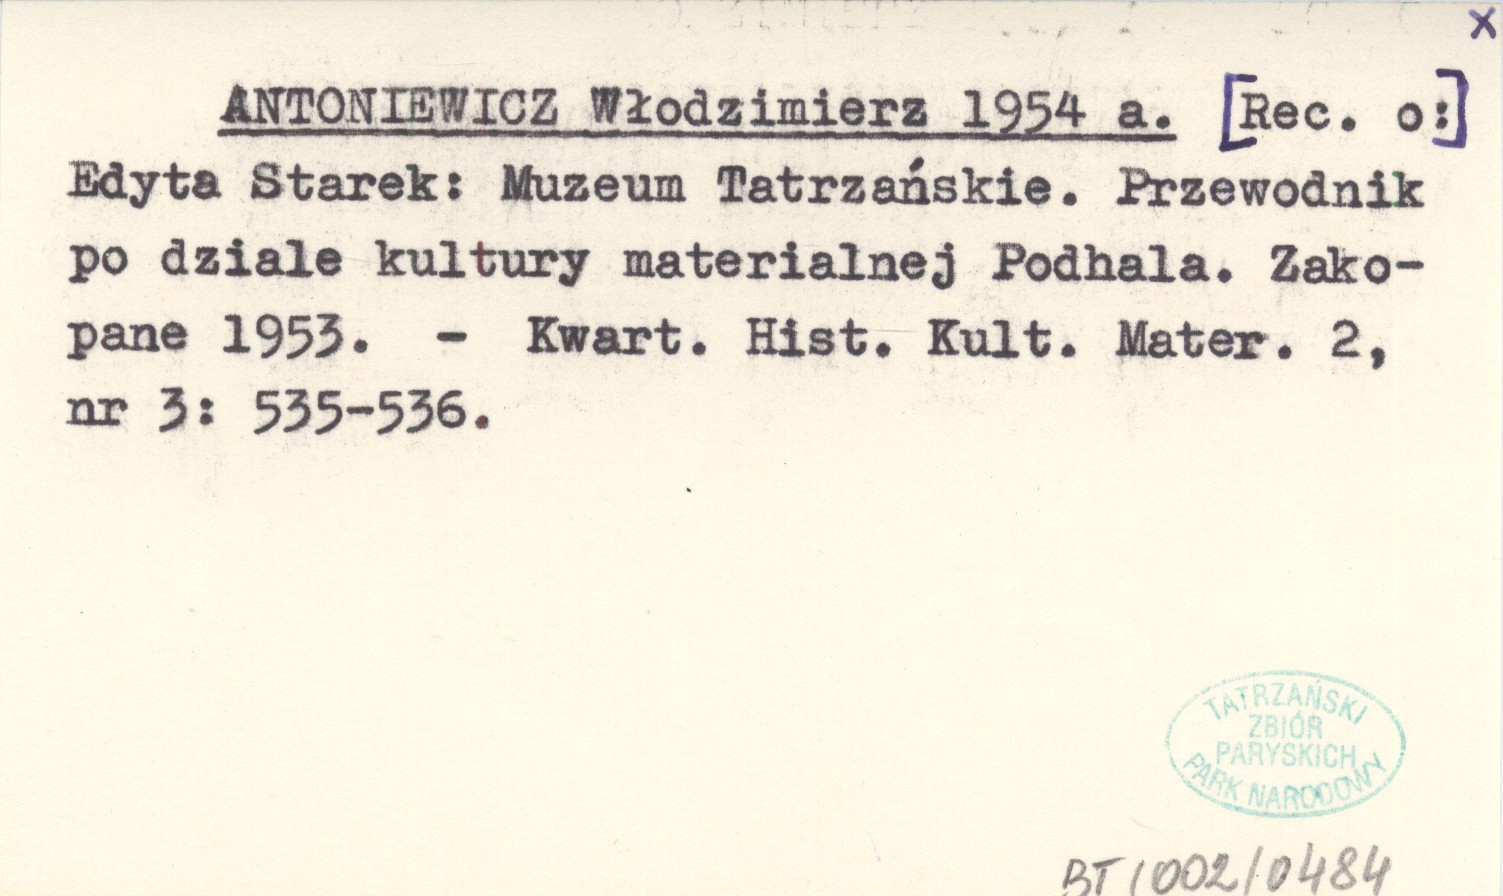 x
ANTONIEWICZ Włodzimierz 1954 a. [Rec. o:]
Edyta Starek: Muzeum Tatrzańskie. Przewodnik
po dziale kultury materialnej Podhala. Zako-
pane 1953. - Kwart. Hist. Kult. Mater. 2,
nr 3: 535-536.
TATRZAŃSKI
ZBIÓR
PARYSKICH
PARK NARODOWY
BT/002/0484